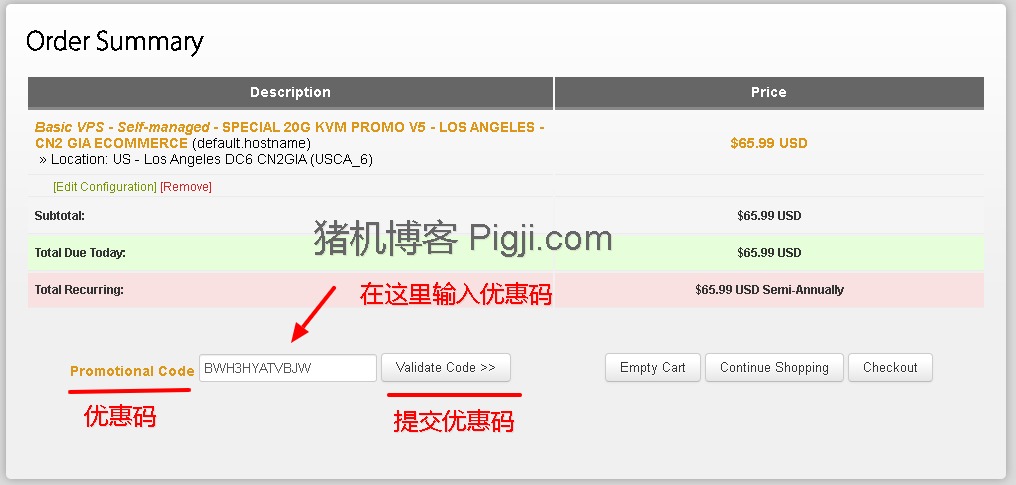 Order Summary
Description
Price
Basic VPS - Self-managed - SPECIAL 20G KVM PROMO V5 - LOS ANGELES -
CN2 GIA ECOMMERCE (default.hostname)
» Location: US - Los Angeles DC6 CN2GIA (USCA_6)
$65.99 USD
[Edit Configuration] [Remove]
Subtotal:
$65.99 USD
猪机博客 Pigji.com
Total Due Today:
$65.99 USD
Total Recurring:
$65.99 USD Semi-Annually
在这里输入优惠码
Promotional Code
BWH3HYATVBJW
Validate Code >>
Empty Cart
Continue Shopping
Checkout
优惠码
提交优惠码